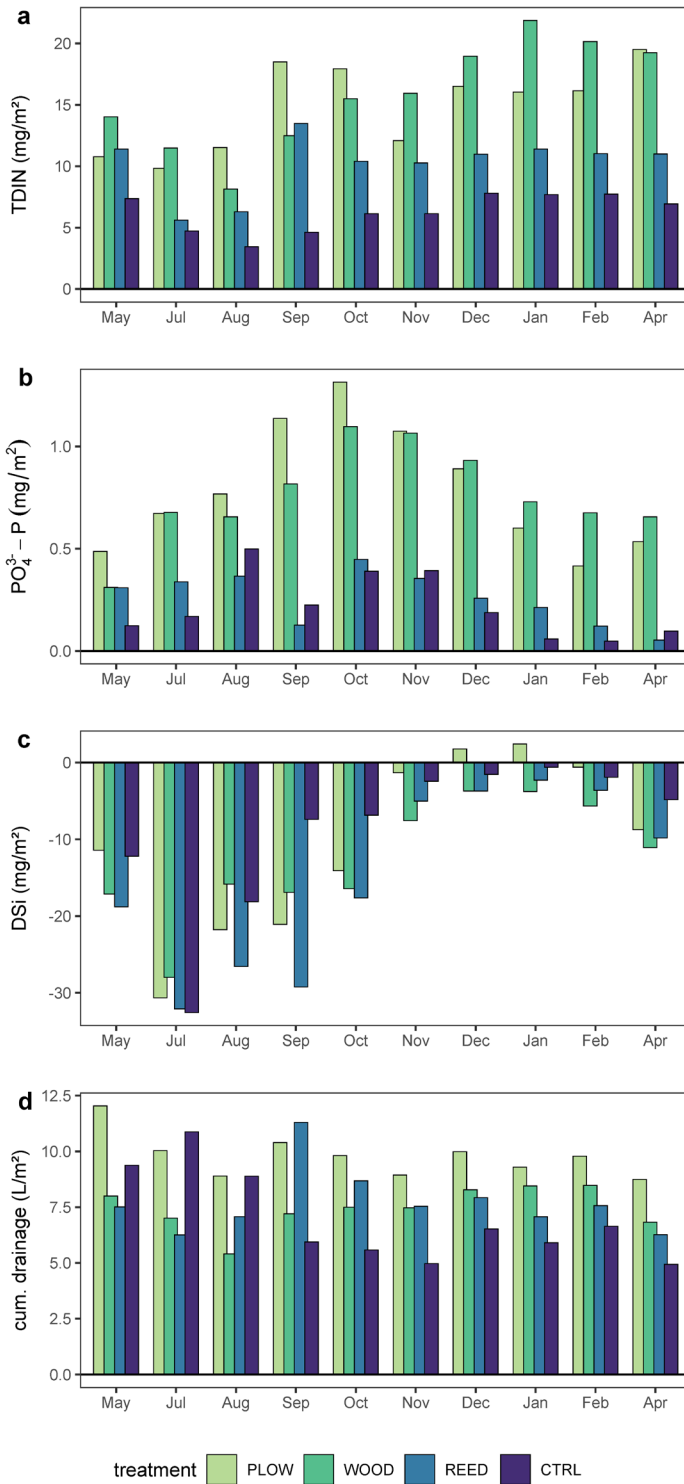 a
TDIN (mg/m²)
20
15
10
5
0
May Jul Aug Sep Oct Nov Dec Jan Feb Apr
b
PO₄³⁻ – P (mg/m²)
1.0
0.5
0.0
May Jul Aug Sep Oct Nov Dec Jan Feb Apr
c
DSi (mg/m²)
0
-10
-20
-30
May Jul Aug Sep Oct Nov Dec Jan Feb Apr
d
cum. drainage (L/m²)
12.5
10.0
7.5
5.0
2.5
0.0
May Jul Aug Sep Oct Nov Dec Jan Feb Apr
treatment PLOW WOOD REED CTRL